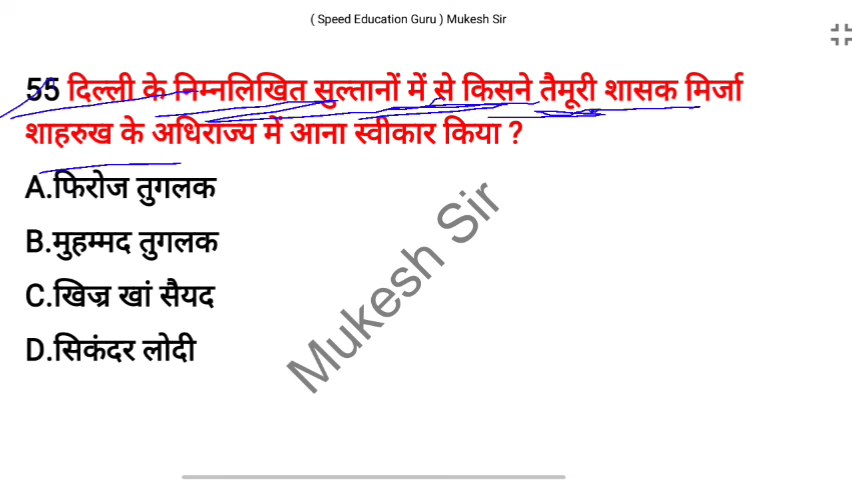 ( Speed Education Guru ) Mukesh Sir
55 दिल्ली के निम्नलिखित सुल्तानों में से किसने तैमूरी शासक मिर्जा
शाहरुख के अधिराज्य में आना स्वीकार किया ?
A.फिरोज तुगलक
B.मुहम्मद तुगलक
C.खिज्र खां सैयद
D.सिकंदर लोदी
Mukesh Sir